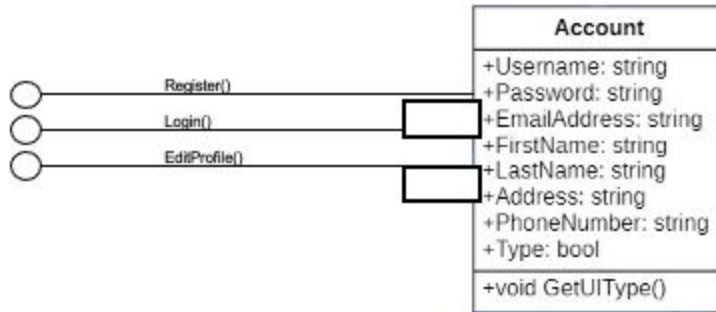 Account
+Username: string
Register()
+Password: string
Login()
+EmailAddress: string
+FirstName: string
EditProfile()
+LastName: string
+Address: string
+PhoneNumber: string
+Type: bool
+void GetUIType()